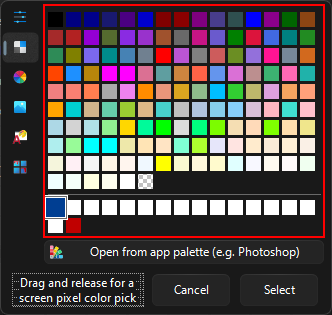 Open from app palette (e.g. Photoshop)
Drag and release for a
screen pixel color pick
Cancel
Select